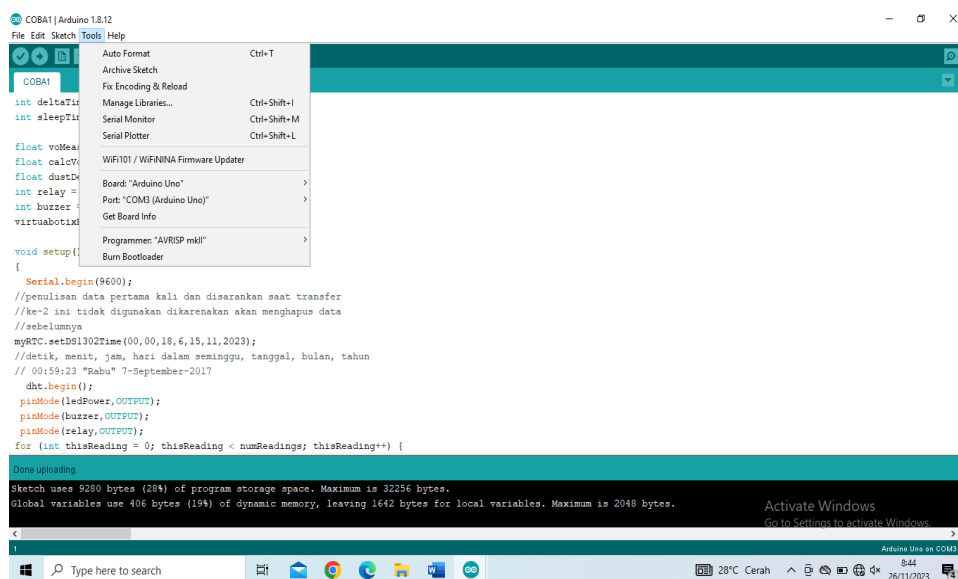 COBA1 | Arduino 1.8.12
File Edit Sketch Tools Help
Auto Format Ctrl+T
Archive Sketch
Fix Encoding & Reload
Manage Libraries... Ctrl+Shift+I
Serial Monitor Ctrl+Shift+M
Serial Plotter Ctrl+Shift+L
WiFi101 / WiFiNINA Firmware Updater
Board: "Arduino Uno"
Port: "COM3 (Arduino Uno)"
Get Board Info
Programmer: "AVRISP mkII"
Burn Bootloader
COBA1
int deltaTi
int sleepTi
float voMea
float calcV
float dustD
int relay =
int buzzer
virtuabotix
void setup(
{
Serial.begin(9600);
//penulisan data pertama kali dan disarankan saat transfer
//ke-2 ini tidak digunakan dikarenakan akan menghapus data
//sebelumnya
myRTC.setDS1302Time(00,00,18,6,15,11,2023);
//detik, menit, jam, hari dalam seminggu, tanggal, bulan, tahun
// 00:59:23 "Rabu" 7-September-2017
dht.begin();
pinMode(ledPower,OUTPUT);
pinMode(buzzer,OUTPUT);
pinMode(relay,OUTPUT);
for (int thisReading = 0; thisReading < numReadings; thisReading++) {
Done uploading.
Sketch uses 9280 bytes (28%) of program storage space. Maximum is 32256 bytes.
Global variables use 406 bytes (19%) of dynamic memory, leaving 1642 bytes for local variables. Maximum is 2048 bytes.
Activate Windows
Go to Settings to activate Windows.
1
Arduino Uno on COM3
Type here to search
28°C Cerah
8:44
26/11/2023
4